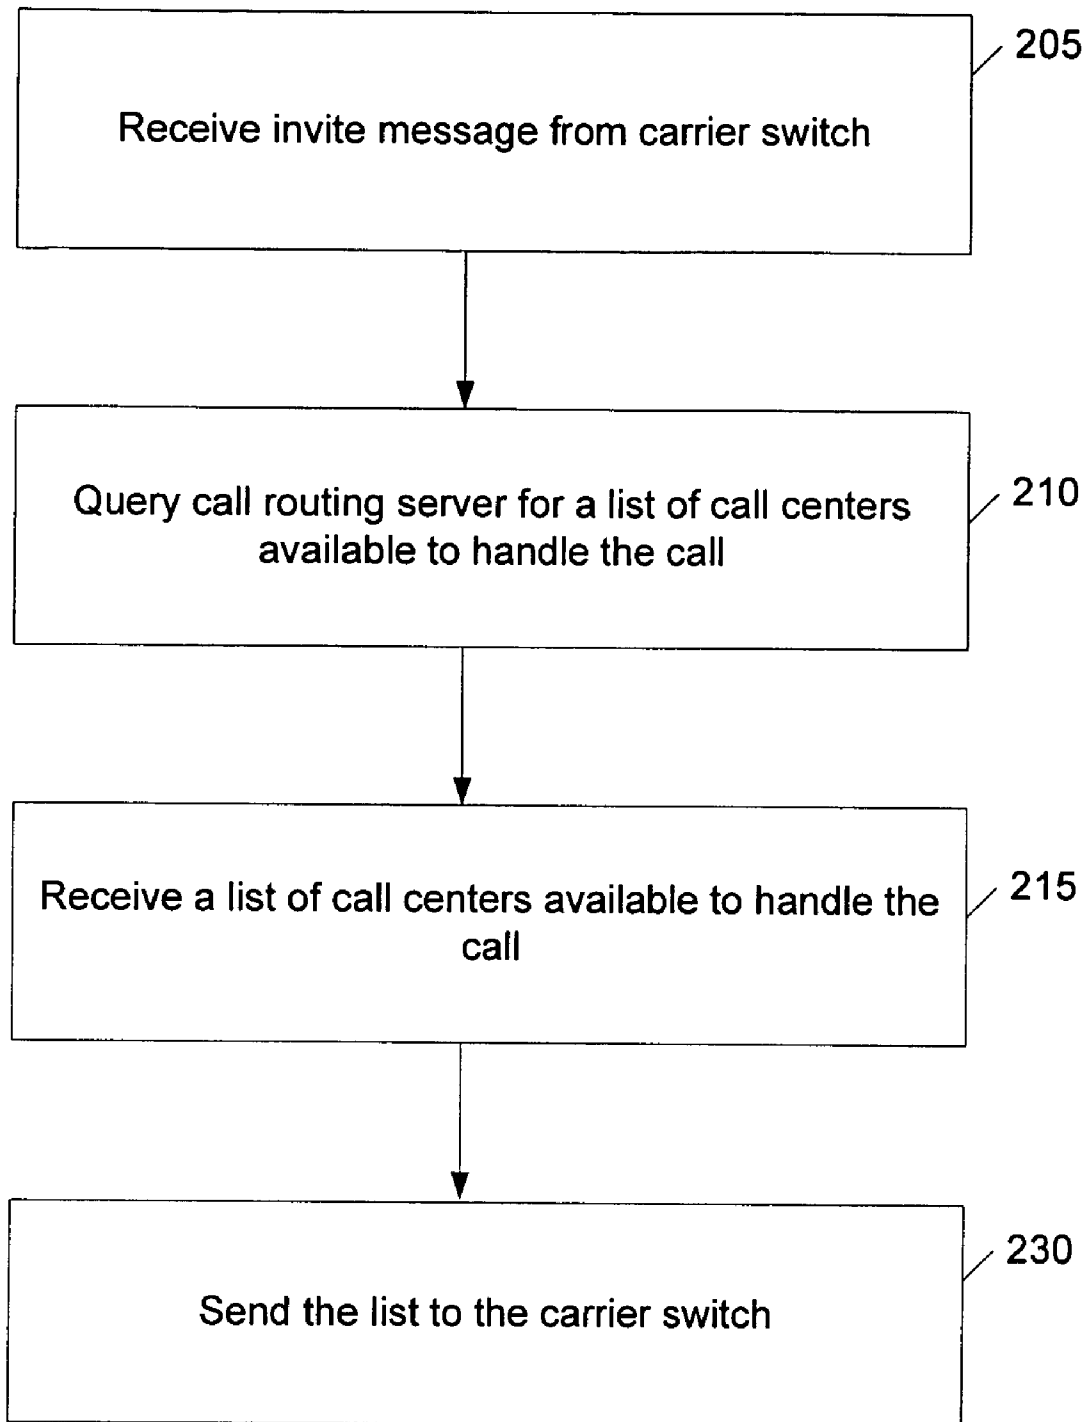 205
Receive invite message from carrier switch
210
Query call routing server for a list of call centers
available to handle the call
215
Receive a list of call centers available to handle the
call
230
Send the list to the carrier switch